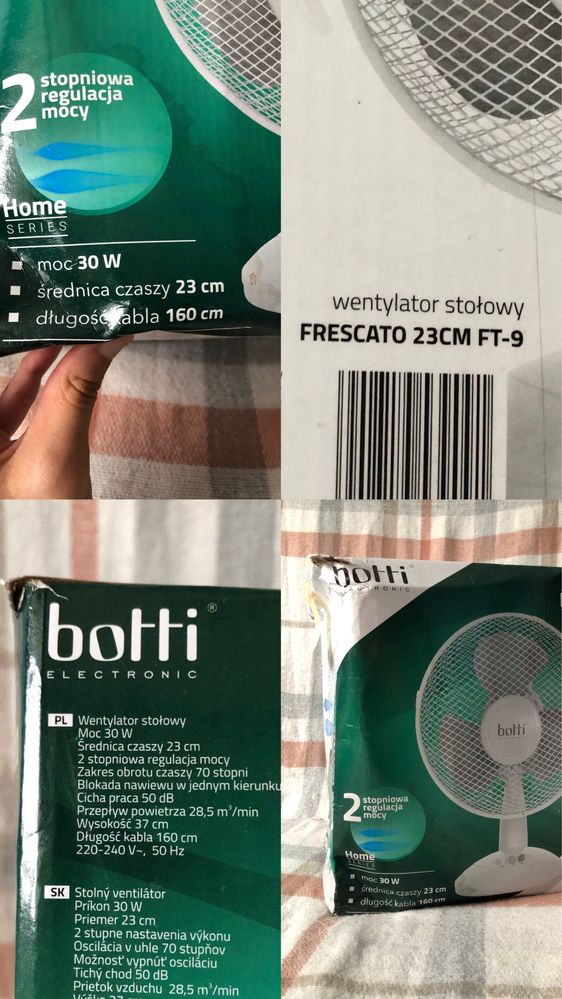 2 stopniowa
regulacja
mocy
Home
SERIES
moc 30 W
średnica czaszy 23 cm
długość kabla 160 cm
wentylator stołowy
FRESCATO 23CM FT-9
botti®
ELECTRONIC
PL Wentylator stołowy
Moc 30 W
Średnica czaszy 23 cm
2 stopniowa regulacja mocy
Zakres obrotu czaszy 70 stopni
Blokada nawiewu w jednym kierunku
Cicha praca 50 dB
Przepływ powietrza 28,5 m³/min
Wysokość 37 cm
Długość kabla 160 cm
220-240 V~, 50 Hz
SK Stolný ventilátor
Príkon 30 W
Priemer 23 cm
2 stupne nastavenia výkonu
Oscilácia v uhle 70 stupňov
Možnosť vypnúť osciláciu
Tichý chod 50 dB
Prietok vzduchu 28,5 m³/min
botti
ELECTRONIC
botti
2 stopniowa
regulacja
mocy
Home
SERIES
moc 30 W
średnica czaszy 23 cm
długość kabla 160 cm